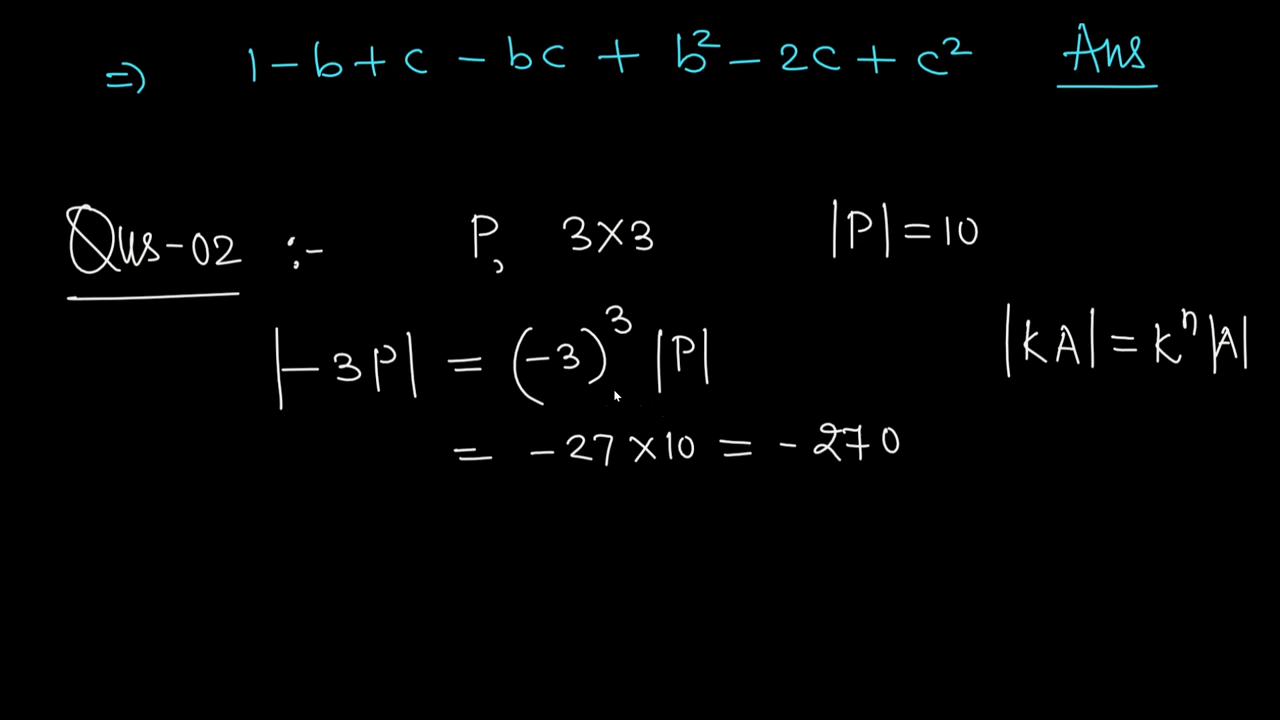 ⇒ 1 - b + c - bc + b² - 2c + c² Ans
Qus-02 :- P, 3×3 |P| = 10
|-3P| = (-3)³ |P| |kA| = kⁿ|A|
= -27 × 10 = -270